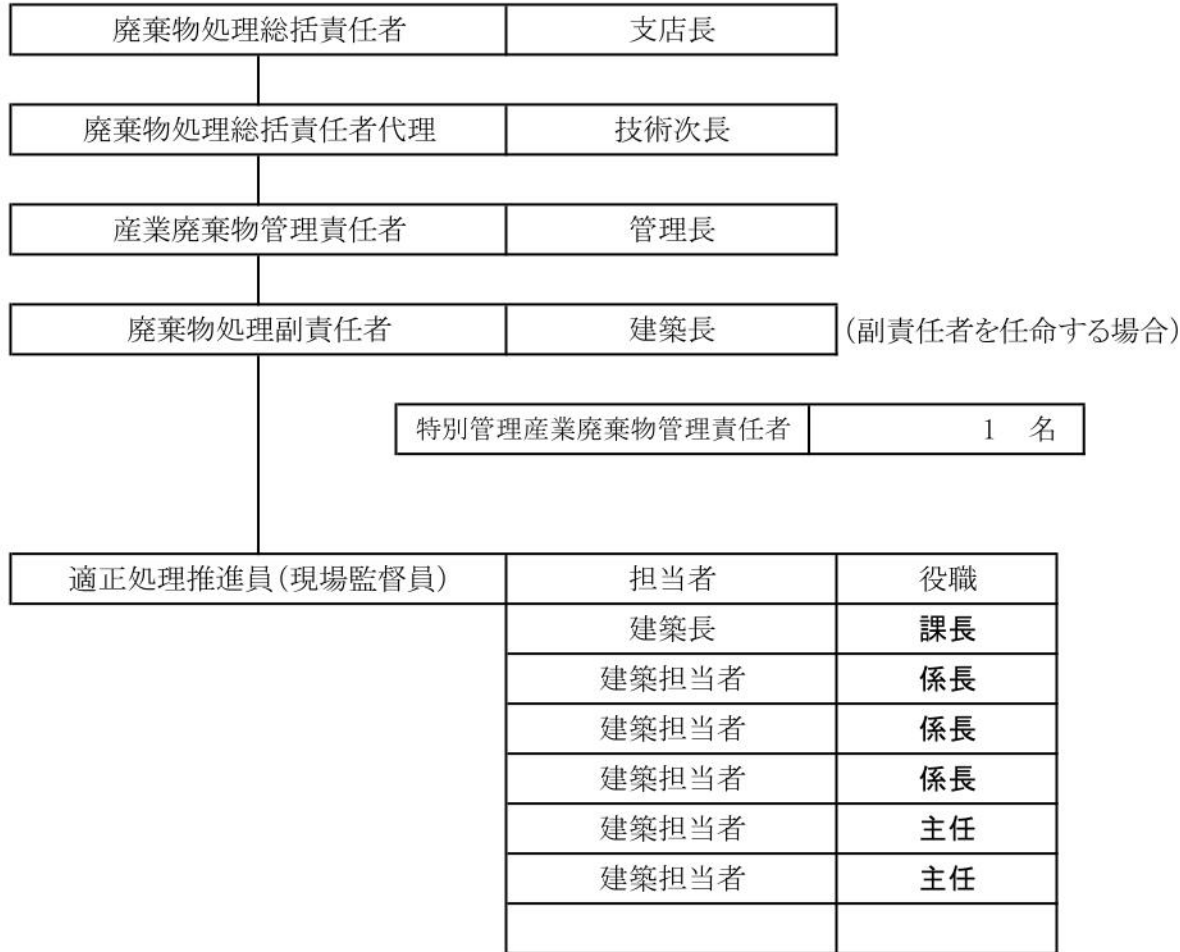 廃棄物処理総括責任者 支店長
廃棄物処理総括責任者代理 技術次長
産業廃棄物管理責任者 管理長
廃棄物処理副責任者 建築長 (副責任者を任命する場合)
特別管理産業廃棄物管理責任者 1 名
適正処理推進員(現場監督員) 担当者 役職
建築長 課長
建築担当者 係長
建築担当者 係長
建築担当者 係長
建築担当者 主任
建築担当者 主任